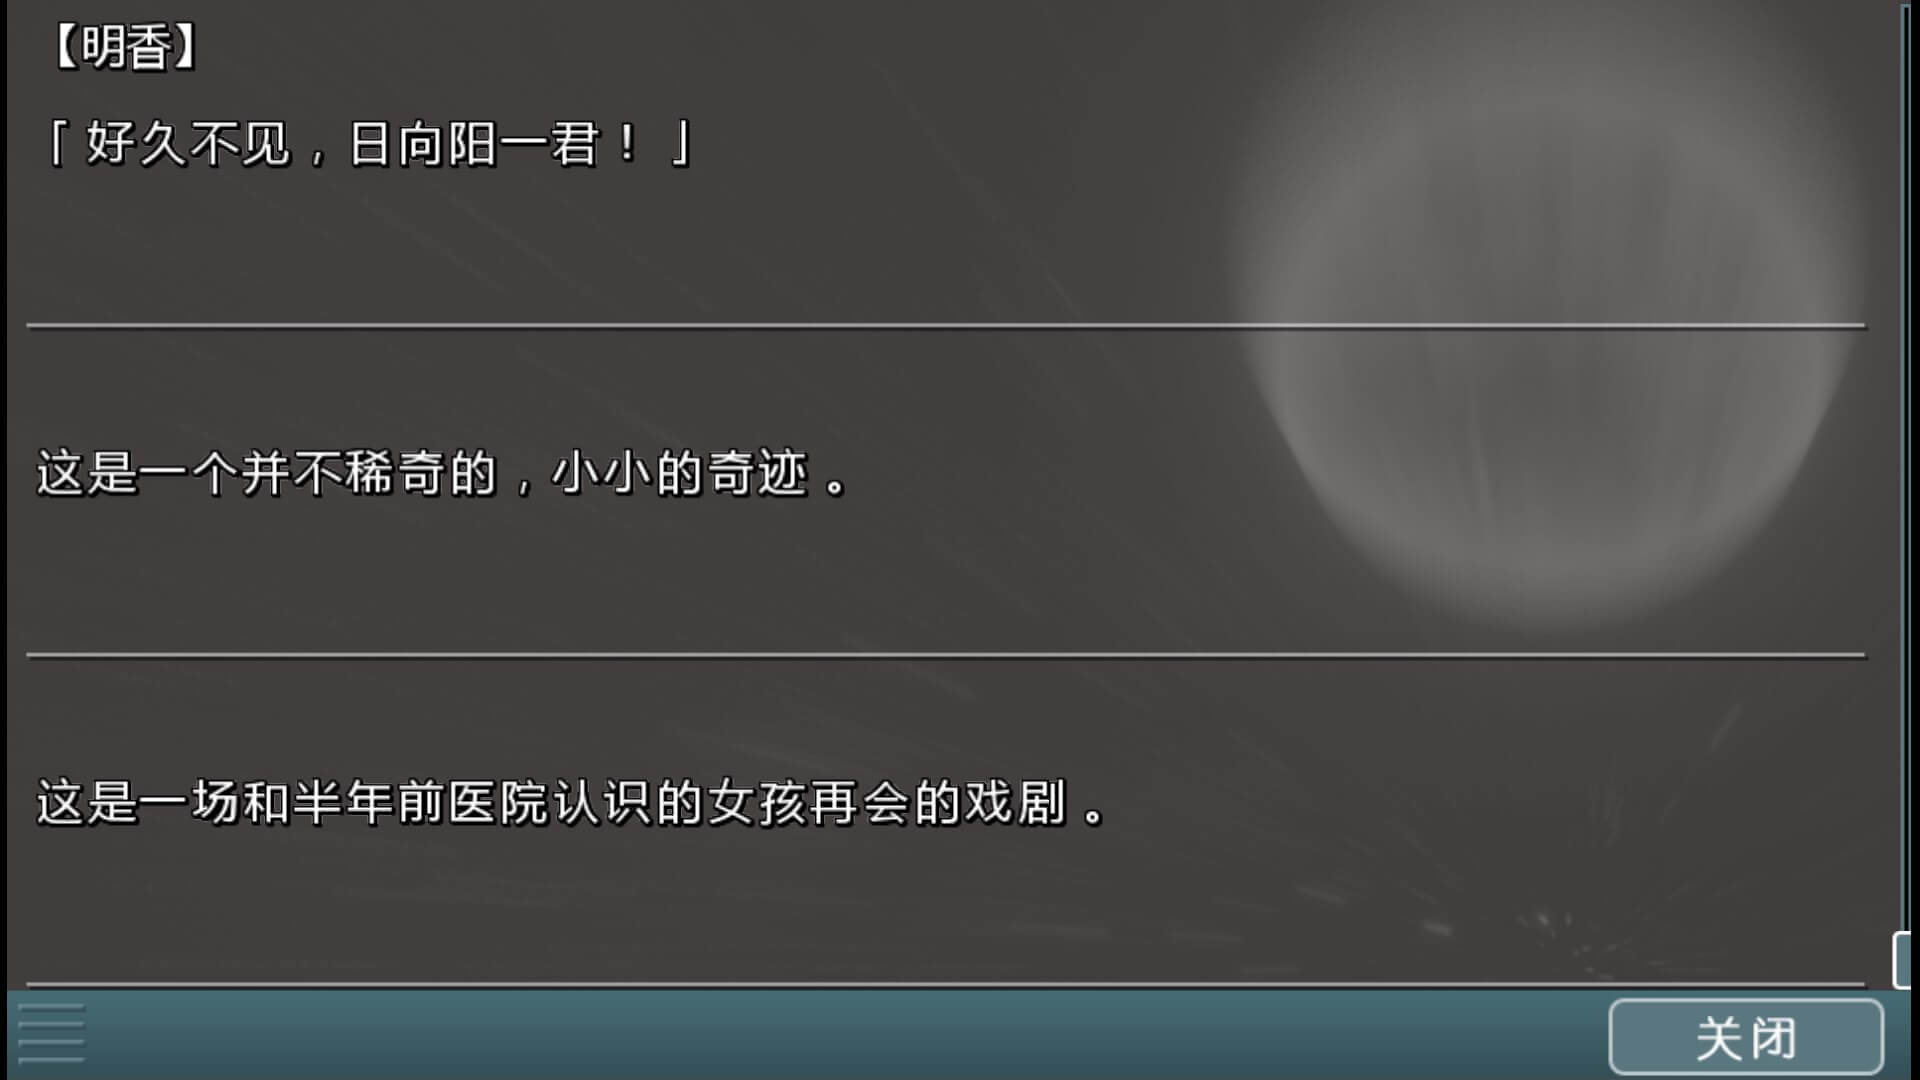 【明香】
「好久不见，日向阳一君！」
这是一个并不稀奇的，小小的奇迹。
这是一场和半年前医院认识的女孩再会的戏剧。
关闭